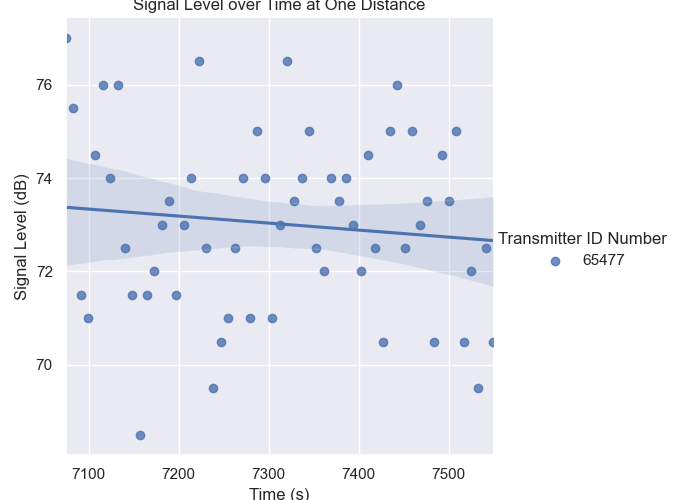 Signal Level over Time at One Distance
76
74
72
70
Signal Level (dB)
7100 7200 7300 7400 7500
Time (s)
Transmitter ID Number
65477